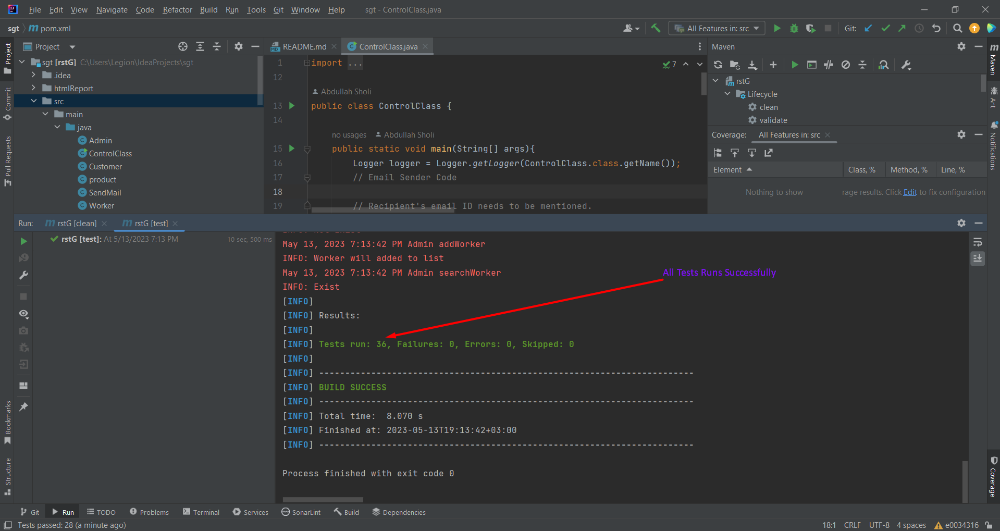 File Edit View Navigate Code Refactor Build Run Tools Git Window Help sgt - ControlClass.java
sgt pom.xml All Features in: src Git:
Project README.md ControlClass.java Maven
sgt [rstG] C:\Users\Legion\IdeaProjects\sgt
.idea
htmlReport
src
main
java
Admin
ControlClass
Customer
product
SendMail
Worker
1 import ...
7
12
Abdullah Sholi
13 public class ControlClass {
14
no usages Abdullah Sholi
15 public static void main(String[] args){
16 Logger logger = Logger.getLogger(ControlClass.class.getName());
17 // Email Sender Code
18
19 // Recipient's email ID needs to be mentioned.
rstG
Lifecycle
clean
validate
Coverage: All Features in: src
Element Class, % Method, % Line, %
Nothing to show rage results. Click Edit to fix configuration
Project
Commit
Pull Requests
Bookmarks
Structure
Maven
Ant
Notifications
Coverage
Run: rstG [clean] rstG [test]
rstG [test]: At 5/13/2023 7:13 PM 10 sec, 500 ms
May 13, 2023 7:13:42 PM Admin addWorker
INFO: Worker will added to list
May 13, 2023 7:13:42 PM Admin searchWorker
All Tests Runs Successfully
INFO: Exist
[INFO]
[INFO] Results:
[INFO]
[INFO] Tests run: 36, Failures: 0, Errors: 0, Skipped: 0
[INFO]
[INFO] ------------------------------------------------------------------------
[INFO] BUILD SUCCESS
[INFO] ------------------------------------------------------------------------
[INFO] Total time:  8.070 s
[INFO] Finished at: 2023-05-13T19:13:42+03:00
[INFO] ------------------------------------------------------------------------
Process finished with exit code 0
Git Run TODO Problems Terminal Services SonarLint Build Dependencies
Tests passed: 28 (a minute ago) 18:1 CRLF UTF-8 4 spaces e0034316